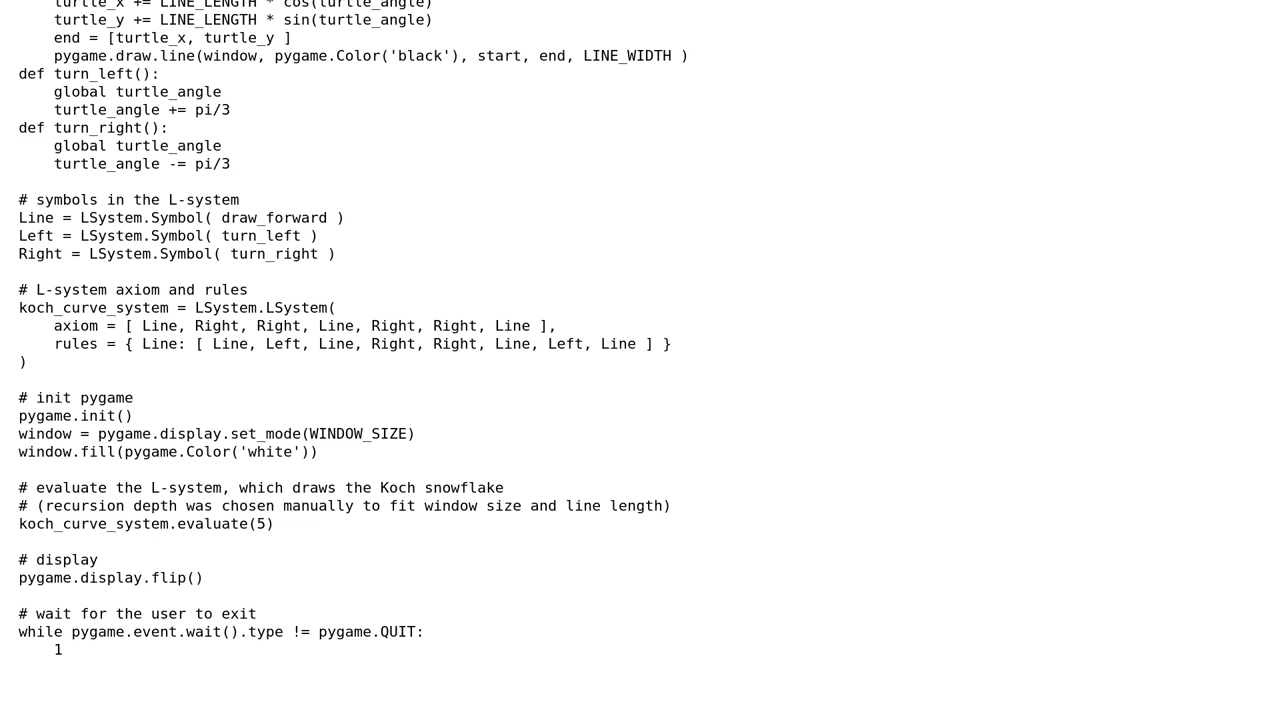 turtle_x += LINE_LENGTH * cos(turtle_angle)
    turtle_y += LINE_LENGTH * sin(turtle_angle)
    end = [turtle_x, turtle_y ]
    pygame.draw.line(window, pygame.Color('black'), start, end, LINE_WIDTH )
def turn_left():
    global turtle_angle
    turtle_angle += pi/3
def turn_right():
    global turtle_angle
    turtle_angle -= pi/3

# symbols in the L-system
Line = LSystem.Symbol( draw_forward )
Left = LSystem.Symbol( turn_left )
Right = LSystem.Symbol( turn_right )

# L-system axiom and rules
koch_curve_system = LSystem.LSystem(
    axiom = [ Line, Right, Right, Line, Right, Right, Line ],
    rules = { Line: [ Line, Left, Line, Right, Right, Line, Left, Line ] }
)

# init pygame
pygame.init()
window = pygame.display.set_mode(WINDOW_SIZE)
window.fill(pygame.Color('white'))

# evaluate the L-system, which draws the Koch snowflake
# (recursion depth was chosen manually to fit window size and line length)
koch_curve_system.evaluate(5)

# display
pygame.display.flip()

# wait for the user to exit
while pygame.event.wait().type != pygame.QUIT:
    1